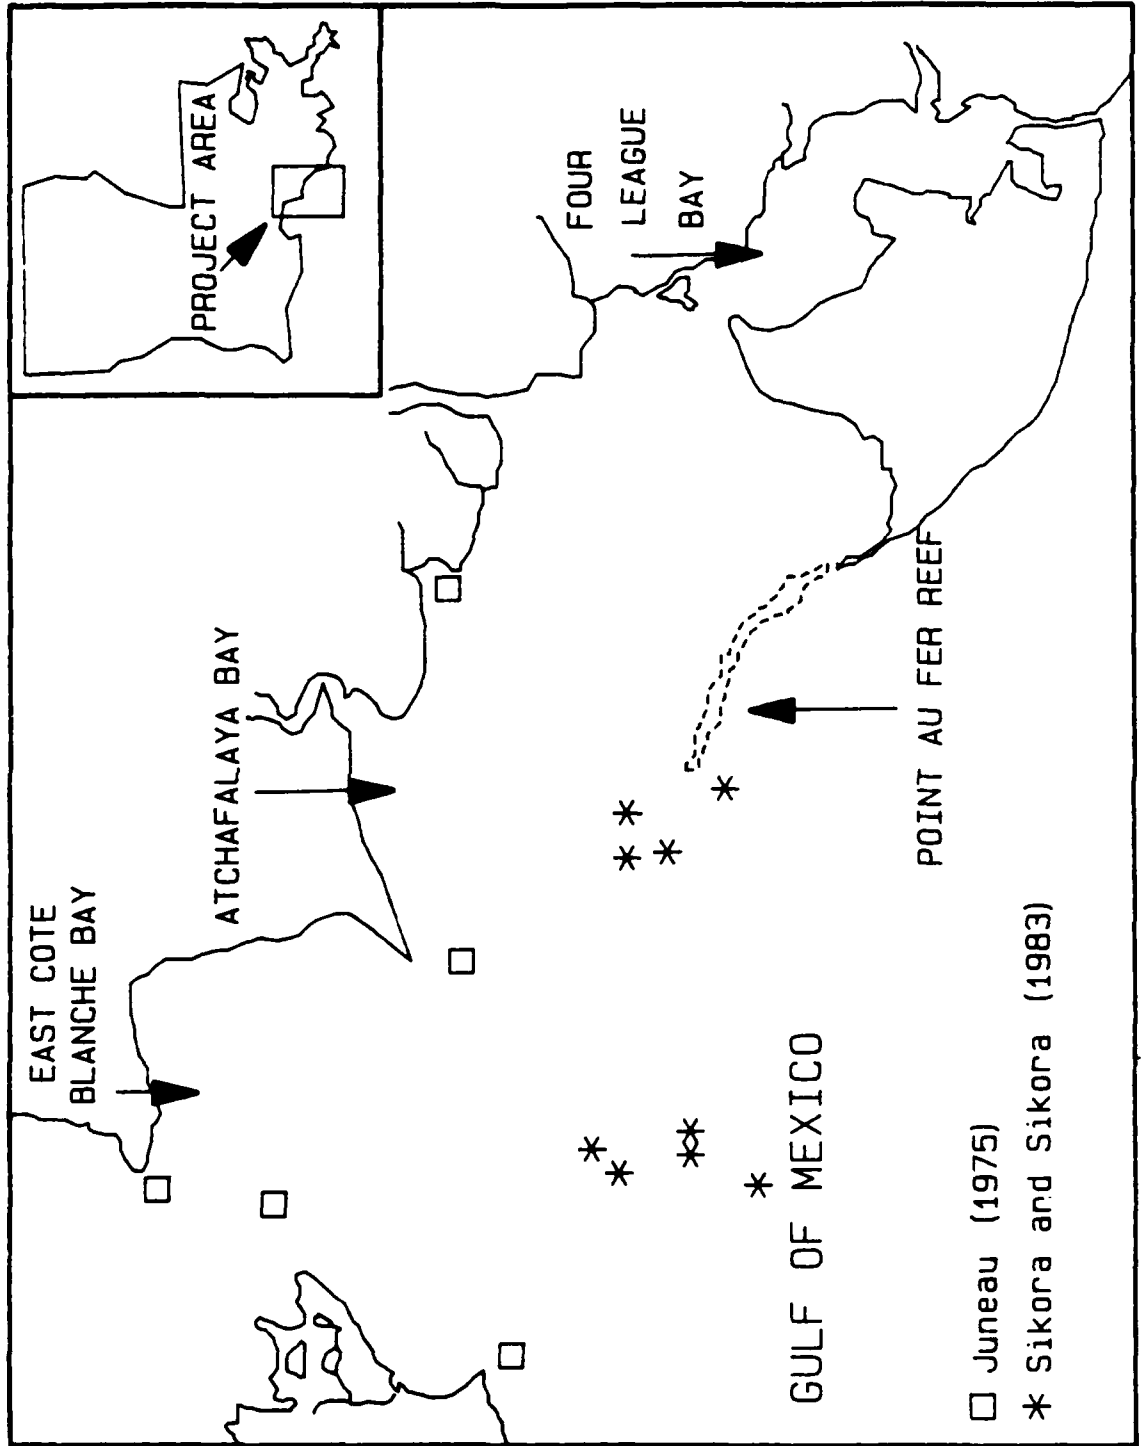 EAST COTE
BLANCHE BAY
ATCHAFALAYA BAY
PROJECT AREA
FOUR
LEAGUE
BAY
GULF OF MEXICO
POINT AU FER REEF
Juneau (1975)
Sikora and Sikora (1983)